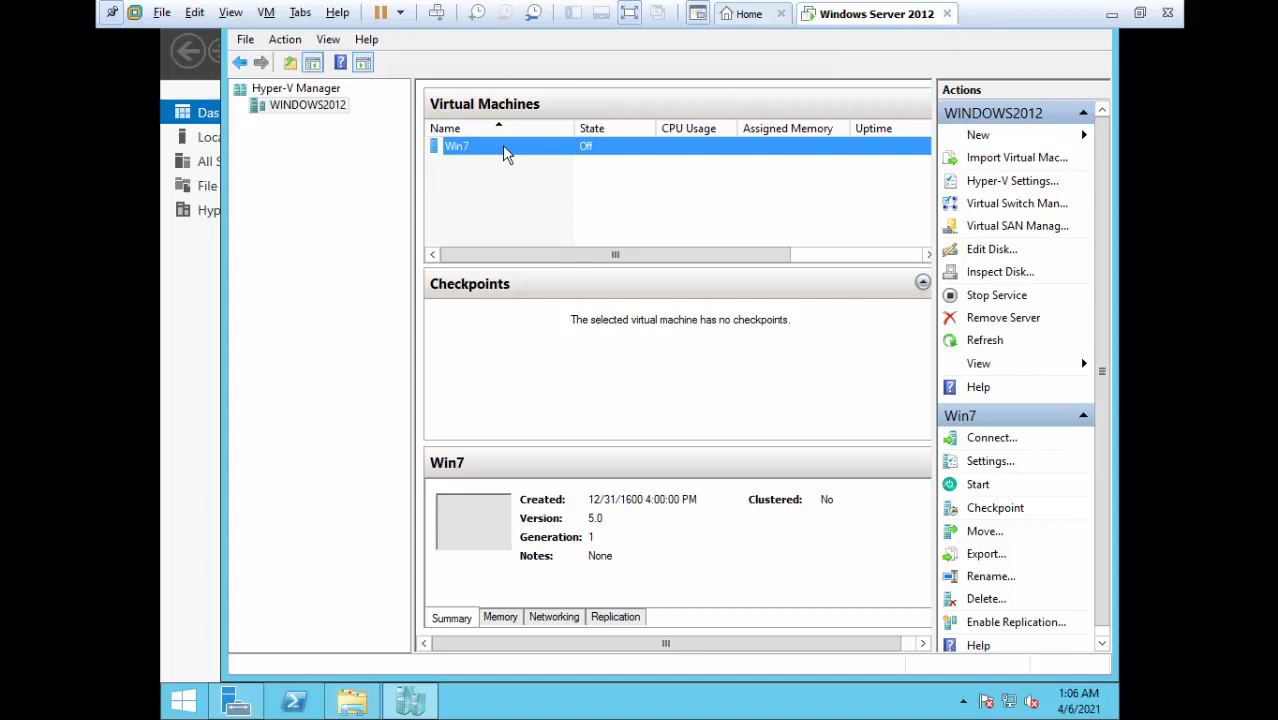 File Edit View VM Tabs Help Home Windows Server 2012
File Action View Help
Hyper-V Manager
WINDOWS2012
Das
Loca
All S
File
Hyp
Virtual Machines
Name State CPU Usage Assigned Memory Uptime
Win7 Off
Checkpoints
The selected virtual machine has no checkpoints.
Win7
Created: 12/31/1600 4:00:00 PM Clustered: No
Version: 5.0
Generation: 1
Notes: None
Summary Memory Networking Replication
Actions
WINDOWS2012
New
Import Virtual Mac...
Hyper-V Settings...
Virtual Switch Man...
Virtual SAN Manag...
Edit Disk...
Inspect Disk...
Stop Service
Remove Server
Refresh
View
Help
Win7
Connect...
Settings...
Start
Checkpoint
Move...
Export...
Rename...
Delete...
Enable Replication...
Help
1:06 AM
4/6/2021